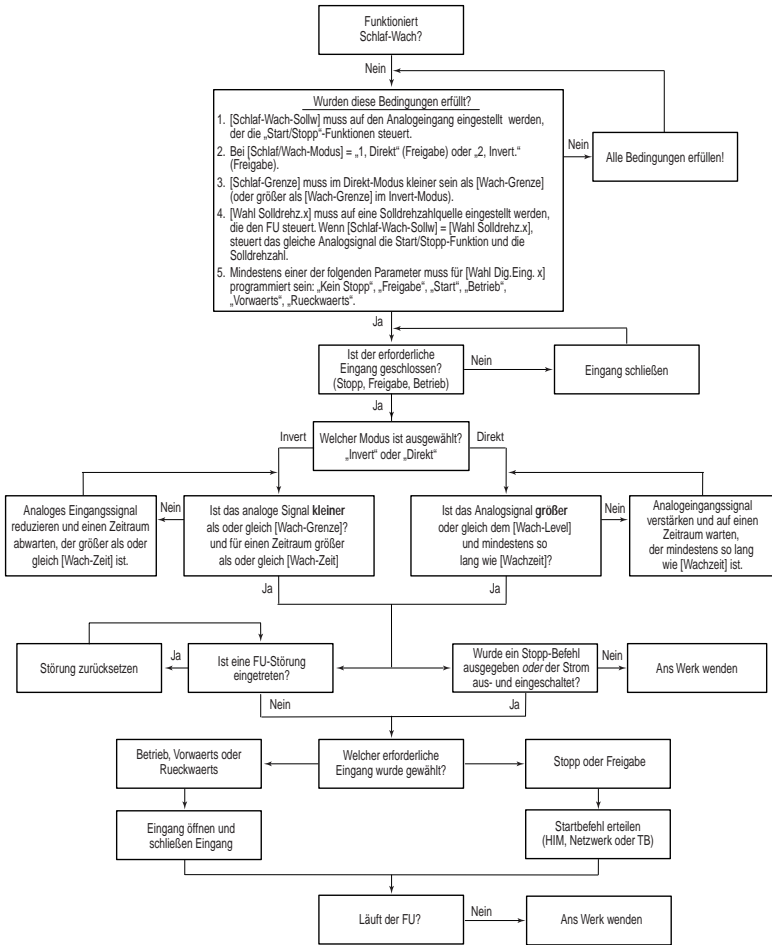 Funktioniert
Schlaf-Wach?
Nein
Wurden diese Bedingungen erfüllt?
1. [Schlaf-Wach-Sollw] muss auf den Analogeingang eingestellt werden,
der die „Start/Stopp“-Funktionen steuert.
2. Bei [Schlaf/Wach-Modus] = „1, Direkt“ (Freigabe) oder „2, Invert.“
(Freigabe).
3. [Schlaf-Grenze] muss im Direkt-Modus kleiner sein als [Wach-Grenze]
(oder größer als [Wach-Grenze] im Invert-Modus).
4. [Wahl Solldrehz.x] muss auf eine Solldrehzahlquelle eingestellt werden,
die den FU steuert. Wenn [Schlaf-Wach-Sollw] = [Wahl Solldrehz.x],
steuert das gleiche Analogsignal die Start/Stopp-Funktion und die
Solldrehzahl.
5. Mindestens einer der folgenden Parameter muss für [Wahl Dig.Eing. x]
programmiert sein: „Kein Stopp“, „Freigabe“, „Start“, „Betrieb“,
„Vorwaerts“, „Rueckwaerts“.
Nein
Alle Bedingungen erfüllen!
Ja
Ist der erforderliche
Eingang geschlossen?
(Stopp, Freigabe, Betrieb)
Nein
Eingang schließen
Ja
Invert
Welcher Modus ist ausgewählt?
„Invert“ oder „Direkt“
Direkt
Analoges Eingangssignal
reduzieren und einen Zeitraum
abwarten, der größer als oder
gleich [Wach-Zeit] ist.
Nein
Ist das analoge Signal kleiner
als oder gleich [Wach-Grenze]?
und für einen Zeitraum größer
als oder gleich [Wach-Zeit]
Ist das Analogsignal größer
oder gleich dem [Wach-Level]
und mindestens so
lang wie [Wachzeit]?
Nein
Analogeingangssignal
verstärken und auf einen
Zeitraum warten,
der mindestens so lang
wie [Wachzeit] ist.
Ja
Ja
Störung zurücksetzen
Ja
Ist eine FU-Störung
eingetreten?
Wurde ein Stopp-Befehl
ausgegeben oder der Strom
aus- und eingeschaltet?
Nein
Ans Werk wenden
Nein
Ja
Betrieb, Vorwaerts oder
Rueckwaerts
Welcher erforderliche
Eingang wurde gewählt?
Stopp oder Freigabe
Eingang öffnen und
schließen Eingang
Startbefehl erteilen
(HIM, Netzwerk oder TB)
Läuft der FU?
Nein
Ans Werk wenden